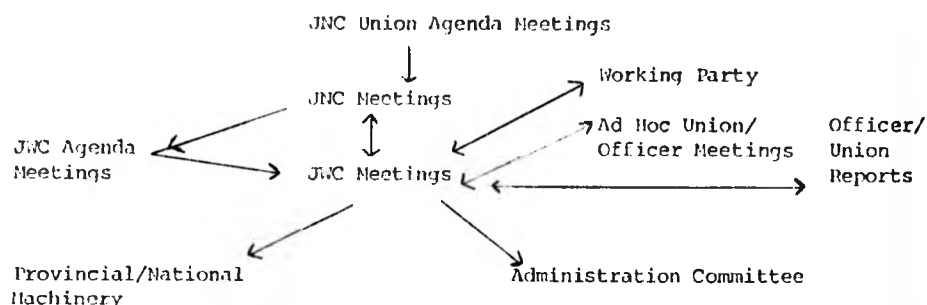 JNC Union Agenda Meetings
Working Party
JNC Meetings
Ad Hoc Union/
Officer Meetings
Officer/
Union
Reports
JWC Agenda
Meetings
JWC Meetings
Provincial/National
Machinery
Administration Committee